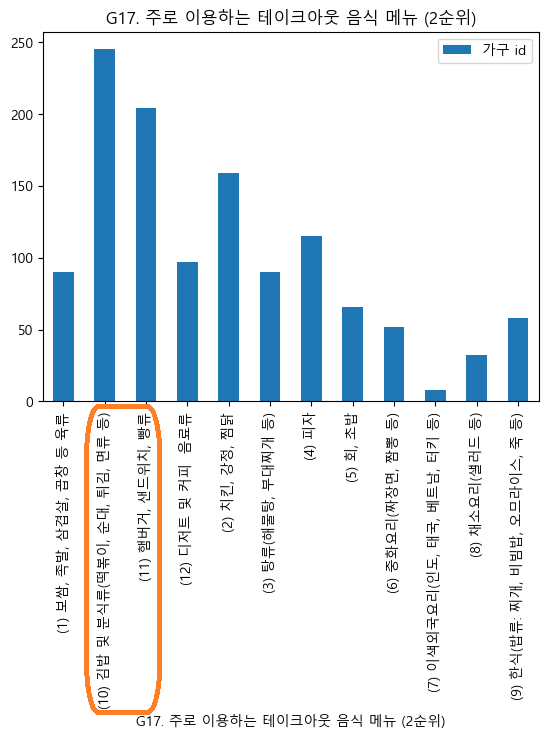 G17. 주로 이용하는 테이크아웃 음식 메뉴 (2순위)
가구 id
250
200
150
100
50
0
(1) 보쌈, 족발, 삼겹살, 곱창 등 육류
(10) 김밥 및 분식류(떡볶이, 순대, 튀김, 면류 등)
(11) 햄버거, 샌드위치, 빵류
(12) 디저트 및 커피 음료류
(2) 치킨, 강정, 찜닭
(3) 탕류(해물탕, 부대찌개 등)
(4) 피자
(5) 회, 초밥
(6) 중화요리(짜장면, 짬뽕 등)
(7) 이색외국요리(인도, 태국, 베트남, 터키 등)
(8) 채소요리(샐러드 등)
(9) 한식(밥류: 찌개, 비빔밥, 오므라이스, 죽 등)
G17. 주로 이용하는 테이크아웃 음식 메뉴 (2순위)